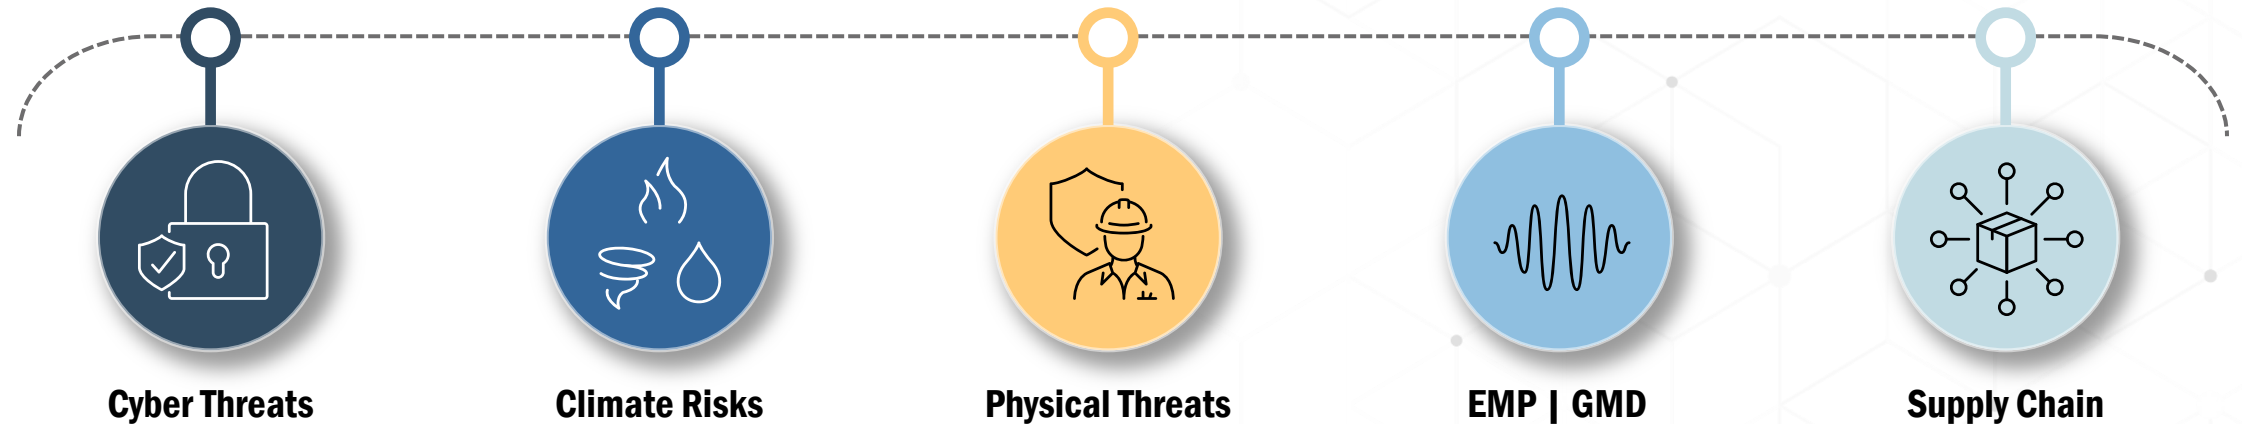 Cyber Threats
Climate Risks
Physical Threats
EMP | GMD
Supply Chain